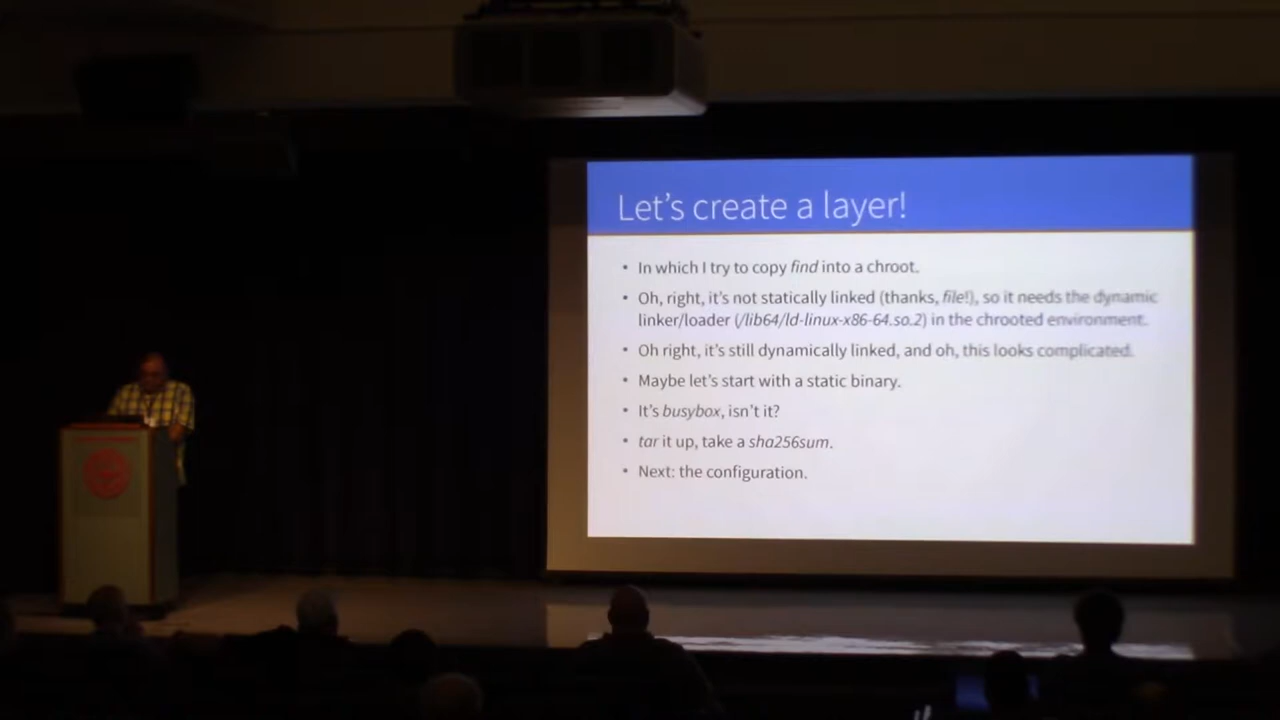 Let's create a layer!
• In which I try to copy find into a chroot.
• Oh, right, it's not statically linked (thanks, file!), so it needs the dynamic
linker/loader (/lib64/ld-linux-x86-64.so.2) in the chrooted environment.
• Oh right, it's still dynamically linked, and oh, this looks complicated.
• Maybe let's start with a static binary.
• It's busybox, isn't it?
• tar it up, take a sha256sum.
• Next: the configuration.